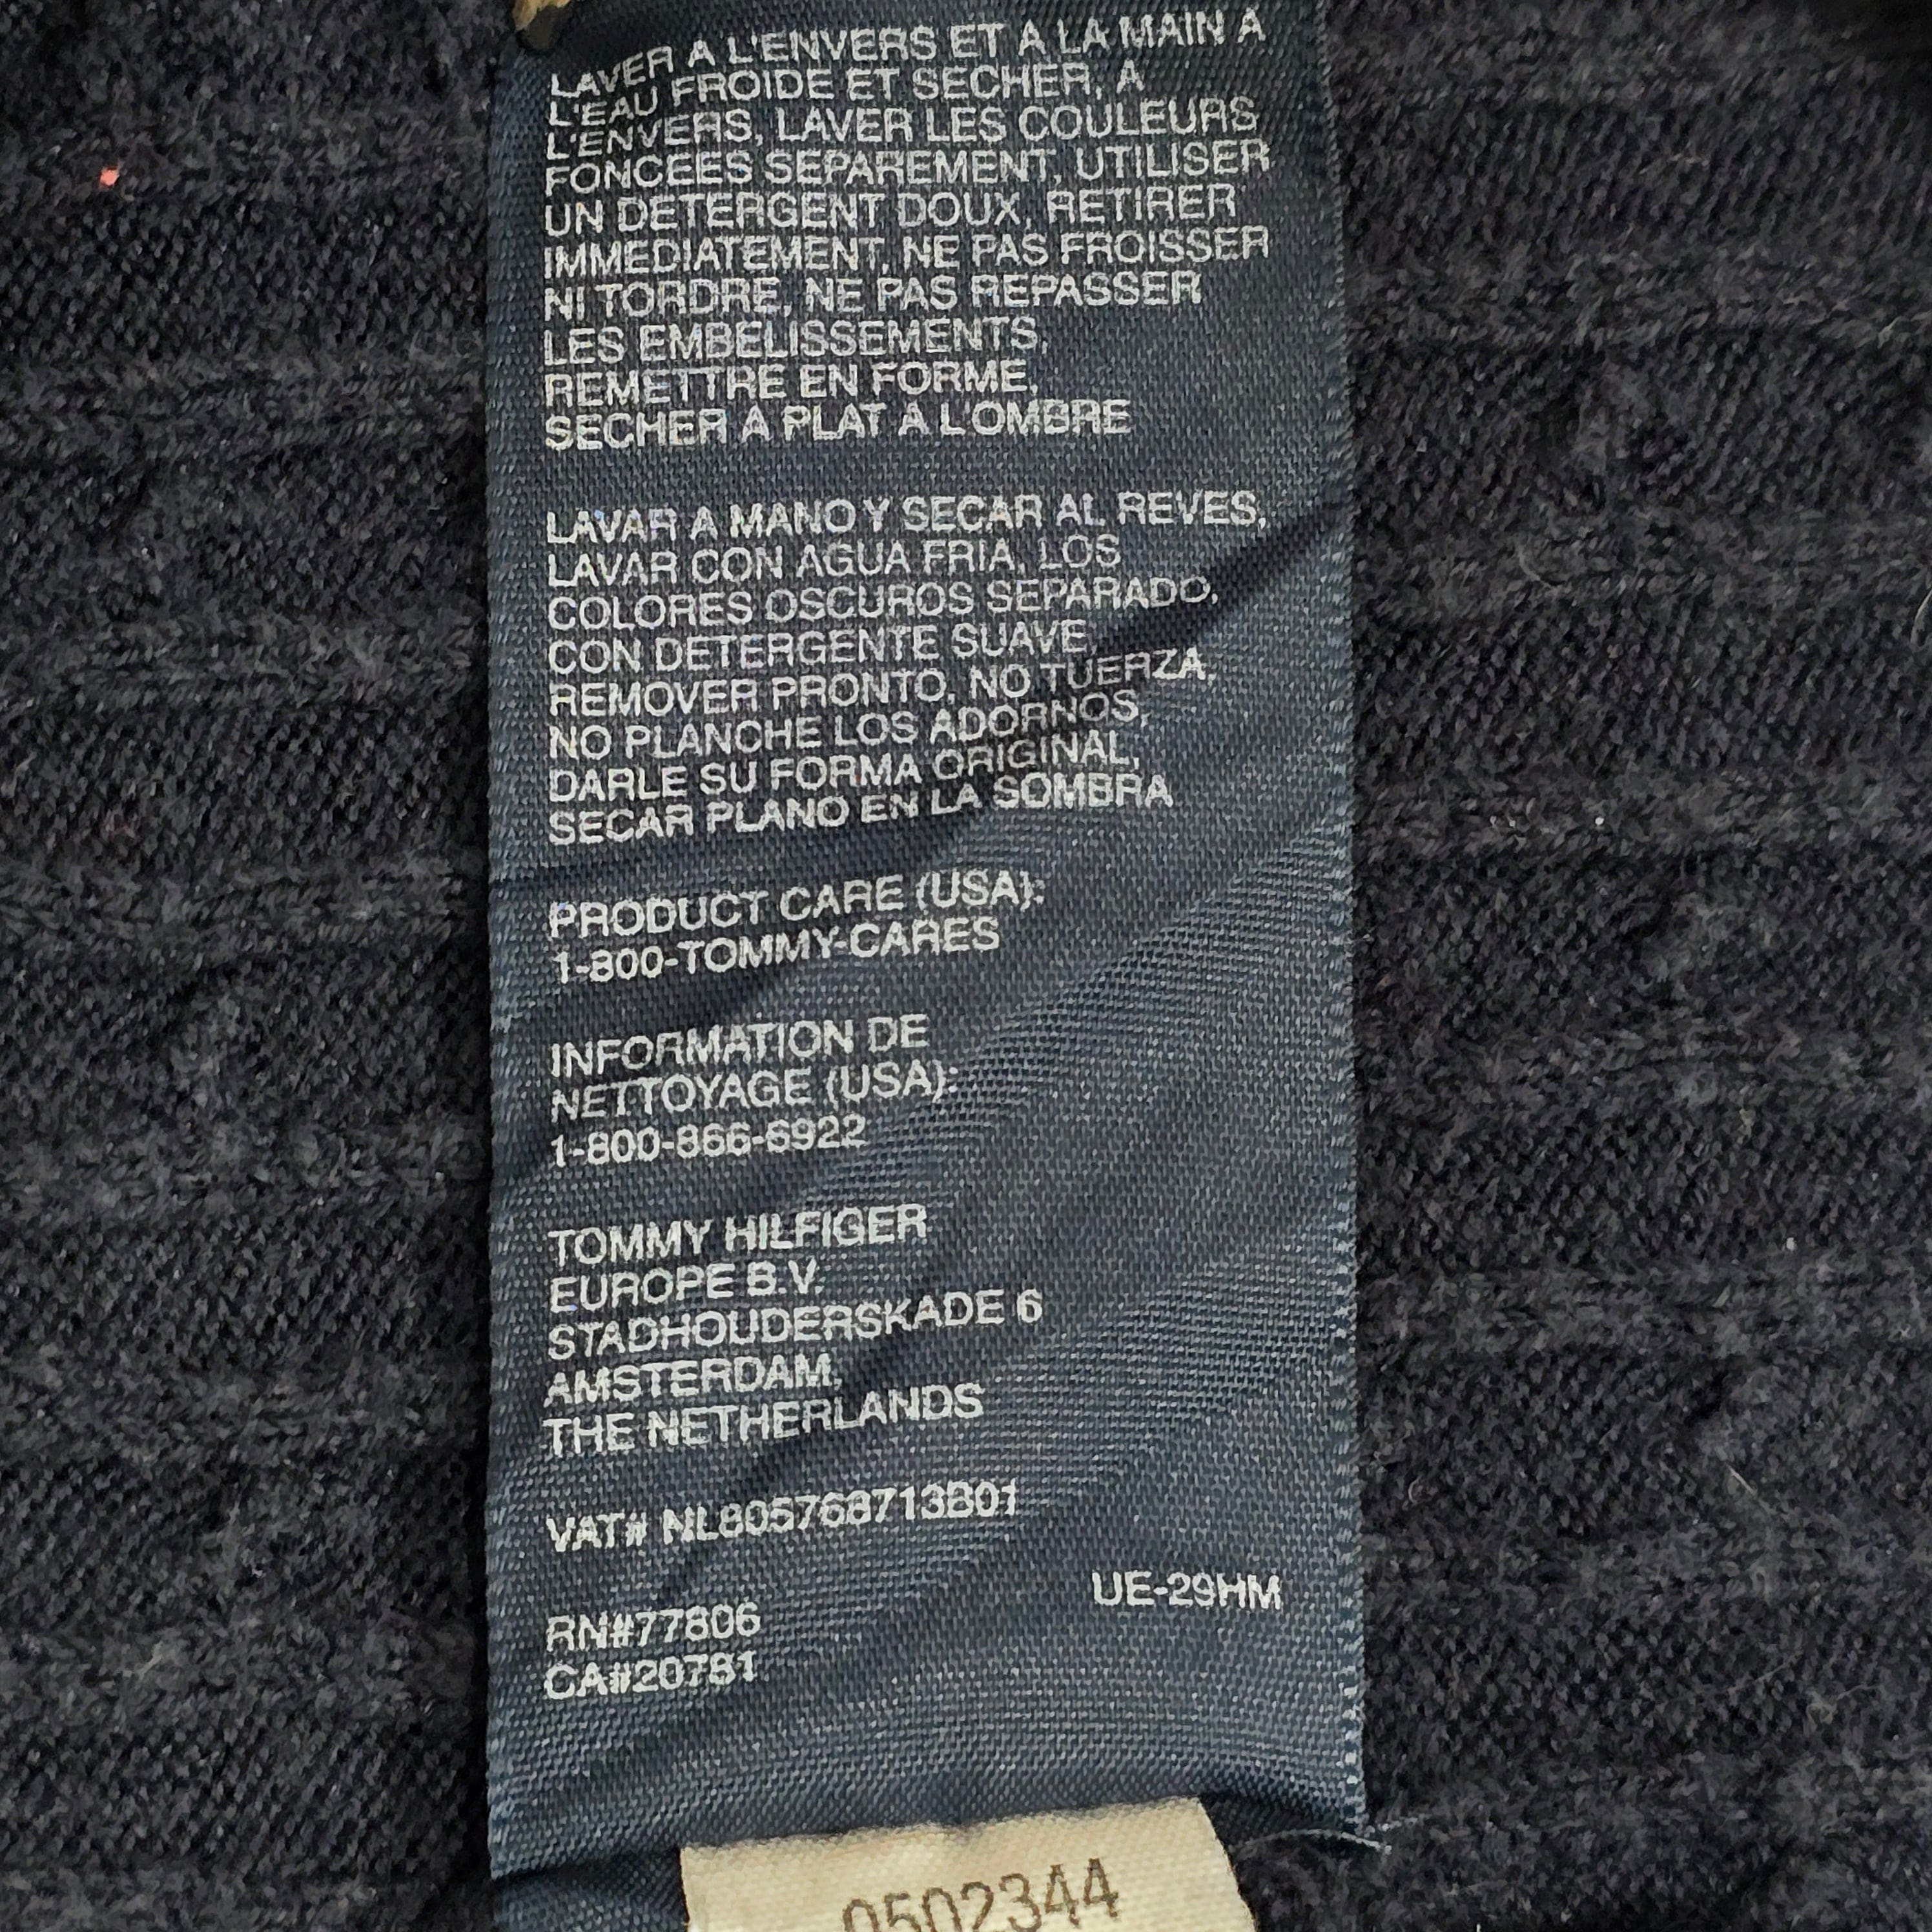 LAVER A L'ENVERS ET A LA MAIN A
L'EAU FROIDE ET SECHER, A
L'ENVERS, LAVER LES COULEURS
FONCEES SEPAREMENT, UTILISER
UN DETERGENT DOUX, RETIRER
IMMEDIATEMENT, NE PAS FROISSER
NI TORDRE, NE PAS REPASSER
LES EMBELISSEMENTS,
REMETTRE EN FORME,
SECHER A PLAT A L'OMBRE
LAVAR A MANO Y SECAR AL REVES,
LAVAR CON AGUA FRIA, LOS
COLORES OSCUROS SEPARADO,
CON DETERGENTE SUAVE,
REMOVER PRONTO, NO TUERZA,
NO PLANCHE LOS ADORNOS,
DARLE SU FORMA ORIGINAL,
SECAR PLANO EN LA SOMBRA
PRODUCT CARE (USA):
1-800-TOMMY-CARES
INFORMATION DE
NETTOYAGE (USA):
1-800-866-6922
TOMMY HILFIGER
EUROPE B.V.
STADHOUDERSKADE 6
AMSTERDAM,
THE NETHERLANDS
VAT# NL805768713B01
UE-29HM
RN#77806
CA#20781
0502344